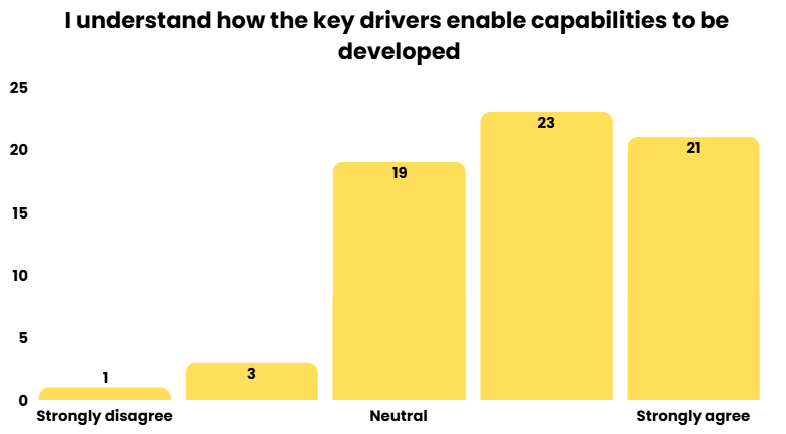 I understand how the key drivers enable capabilities to be
developed
25
20
15
10
5
0
1
3
19
23
21
Strongly disagree
Neutral
Strongly agree